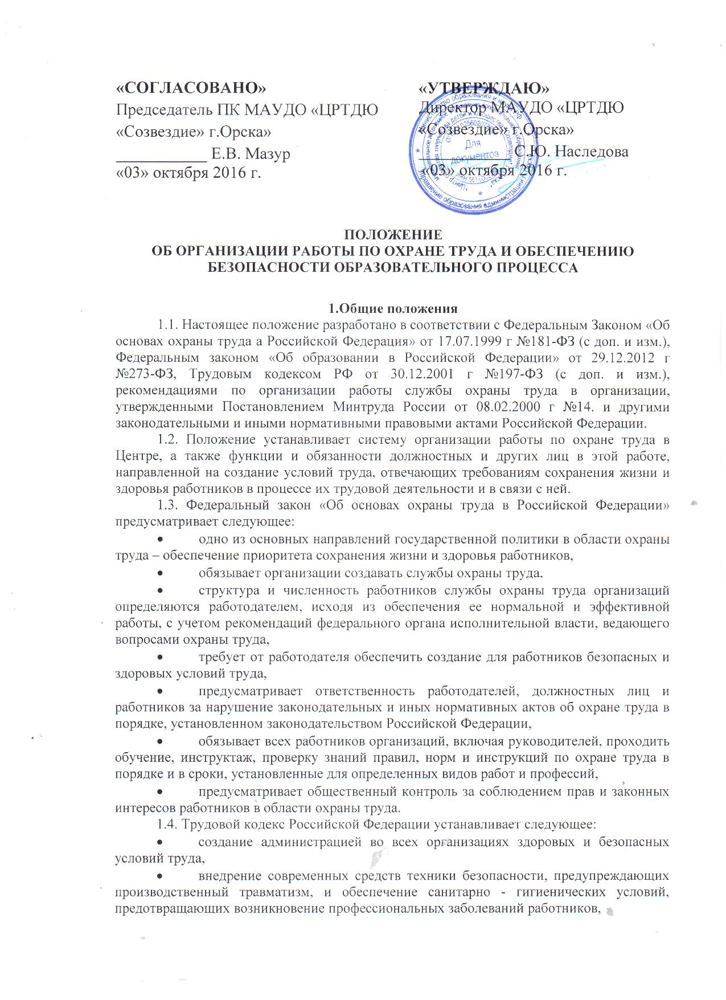 «СОГЛАСОВАНО»
Председатель ПК МАУДО «ЦРТДЮ
«Созвездие» г.Орска»
____________ Е.В. Мазур
«03» октября 2016 г.
«УТВЕРЖДАЮ»
Директор МАУДО «ЦРТДЮ
«Созвездие» г.Орска»
____________ С.Ю. Наследова
«03» октября 2016 г.
Для
документов
Управление образования администрации г. Орска
ПОЛОЖЕНИЕ
ОБ ОРГАНИЗАЦИИ РАБОТЫ ПО ОХРАНЕ ТРУДА И ОБЕСПЕЧЕНИЮ
БЕЗОПАСНОСТИ ОБРАЗОВАТЕЛЬНОГО ПРОЦЕССА
1.Общие положения
1.1. Настоящее положение разработано в соответствии с Федеральным Законом «Об
основах охраны труда а Российской Федерация» от 17.07.1999 г №181-ФЗ (с доп. и изм.),
Федеральным законом «Об образовании в Российской Федерации» от 29.12.2012 г
№273-ФЗ, Трудовым кодексом РФ от 30.12.2001 г №197-ФЗ (с доп. и изм.),
рекомендациями по организации работы службы охраны труда в организации,
утвержденными Постановлением Минтруда России от 08.02.2000 г №14. и другими
законодательными и иными нормативными правовыми актами Российской Федерации.
1.2. Положение устанавливает систему организации работы по охране труда в
Центре, а также функции и обязанности должностных и других лиц в этой работе,
направленной на создание условий труда, отвечающих требованиям сохранения жизни и
здоровья работников в процессе их трудовой деятельности и в связи с ней.
1.3. Федеральный закон «Об основах охраны труда в Российской Федерации»
предусматривает следующее:
• одно из основных направлений государственной политики в области охраны
труда – обеспечение приоритета сохранения жизни и здоровья работников,
• обязывает организации создавать службы охраны труда,
• структура и численность работников службы охраны труда организаций
определяются работодателем, исходя из обеспечения ее нормальной и эффективной
работы, с учетом рекомендаций федерального органа исполнительной власти, ведающего
вопросами охраны труда,
• требует от работодателя обеспечить создание для работников безопасных и
здоровых условий труда,
• предусматривает ответственность работодателей, должностных лиц и
работников за нарушение законодательных и иных нормативных актов об охране труда в
порядке, установленном законодательством Российской Федерации,
• обязывает всех работников организаций, включая руководителей, проходить
обучение, инструктаж, проверку знаний правил, норм и инструкций по охране труда в
порядке и в сроки, установленные для определенных видов работ и профессий,
• предусматривает общественный контроль за соблюдением прав и законных
интересов работников в области охраны труда.
1.4. Трудовой кодекс Российской Федерации устанавливает следующее:
• создание администрацией во всех организациях здоровых и безопасных
условий труда,
• внедрение современных средств техники безопасности, предупреждающих
производственный травматизм, и обеспечение санитарно - гигиенических условий,
предотвращающих возникновение профессиональных заболеваний работников,